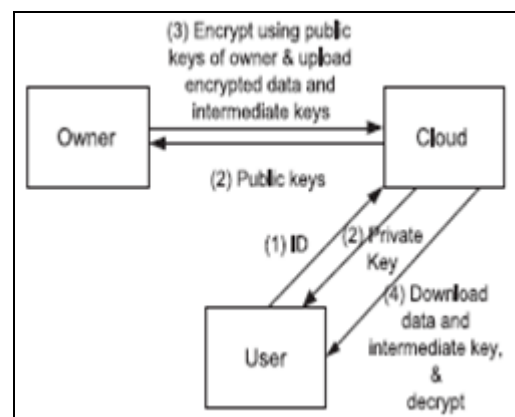 (3) Encrypt using public
keys of owner & upload
encrypted data and
intermediate keys
Owner
Cloud
(2) Public keys
(1) ID
(2) Private
Key
(4) Download
data and
intermediate key,
&
decrypt
User